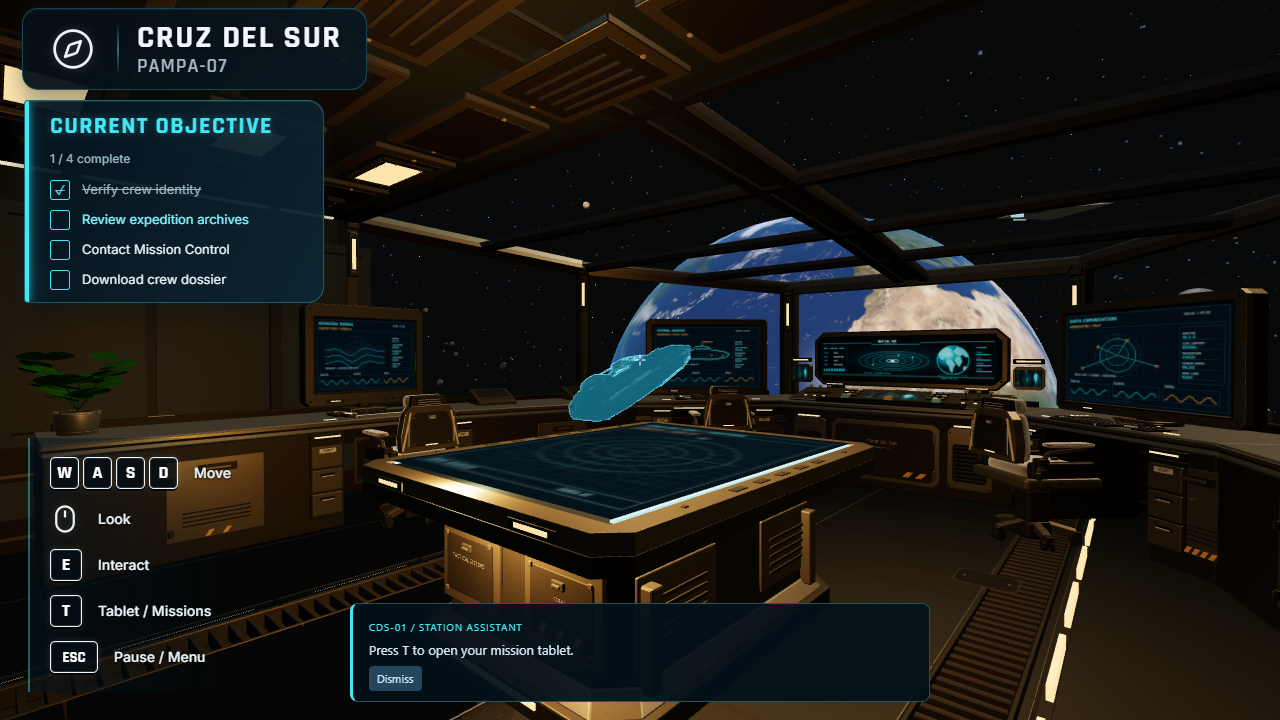 CRUZ DEL SUR
PAMPA-07
CURRENT OBJECTIVE
1 / 4 complete
Verify crew identity
Review expedition archives
Contact Mission Control
Download crew dossier
W A S D Move
Look
E Interact
T Tablet / Missions
ESC Pause / Menu
CDS-01 / STATION ASSISTANT
Press T to open your mission tablet.
Dismiss
EARTH COMMUNICATIONS